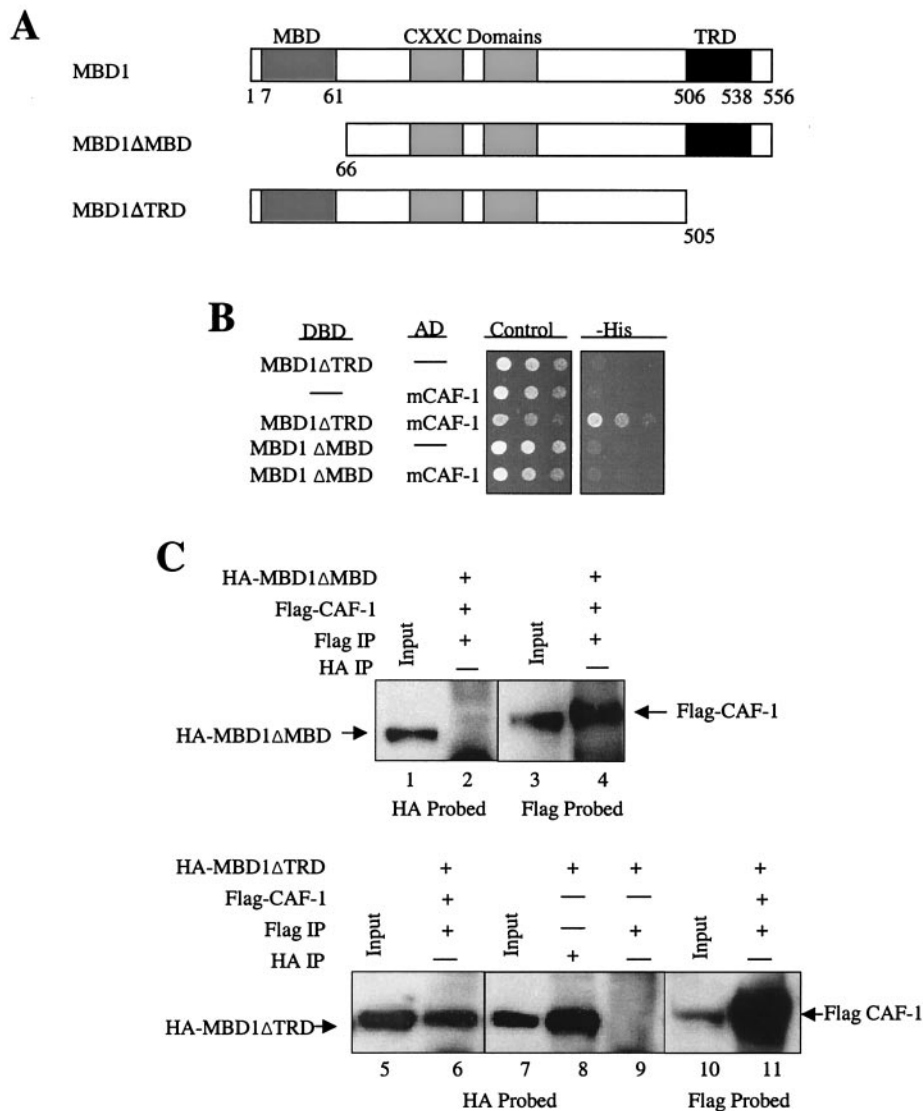 A
MBD CXXC Domains TRD
MBD1
1 7 61 506 538 556
MBD1ΔMBD
66
MBD1ΔTRD
505
B
DBD AD Control -His
MBD1ΔTRD —
— mCAF-1
MBD1ΔTRD mCAF-1
MBD1 ΔMBD —
MBD1 ΔMBD mCAF-1
C
HA-MBD1ΔMBD + +
Flag-CAF-1 + +
Flag IP Input + Input +
HA IP — —
HA-MBD1ΔMBD Flag-CAF-1
1 2 3 4
HA Probed Flag Probed
HA-MBD1ΔTRD + + + +
Flag-CAF-1 + — — +
Flag IP Input + Input — + Input +
HA IP — + — —
HA-MBD1ΔTRD Flag CAF-1
5 6 7 8 9 10 11
HA Probed Flag Probed